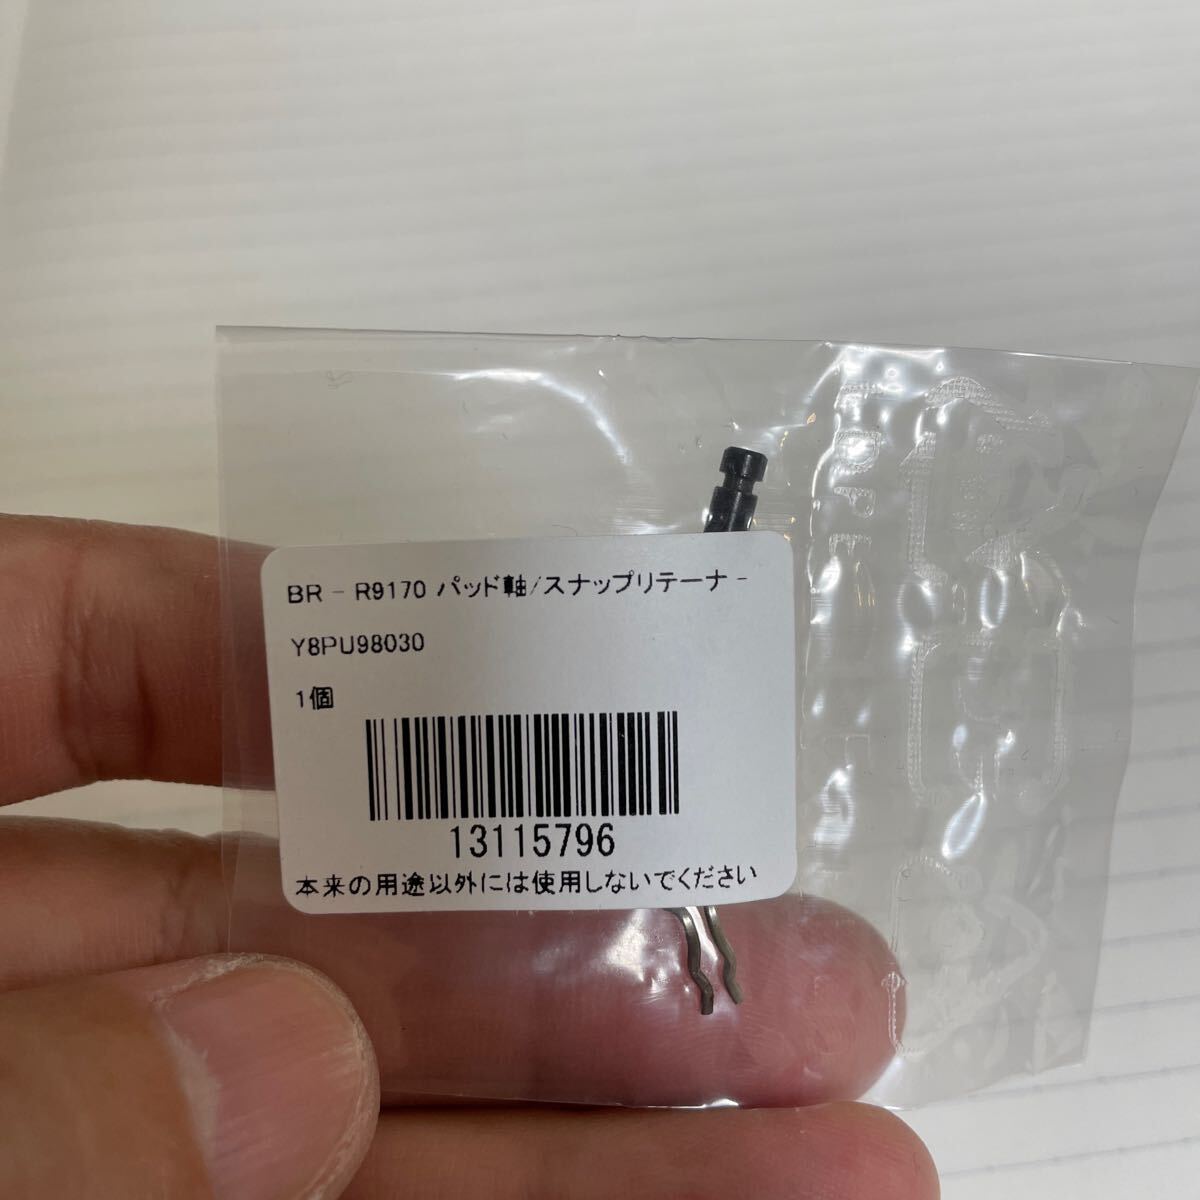 BR - R9170 パッド軸/スナップリテーナ -
Y8PU98030
1個
13115796
本来の用途以外には使用しないでください